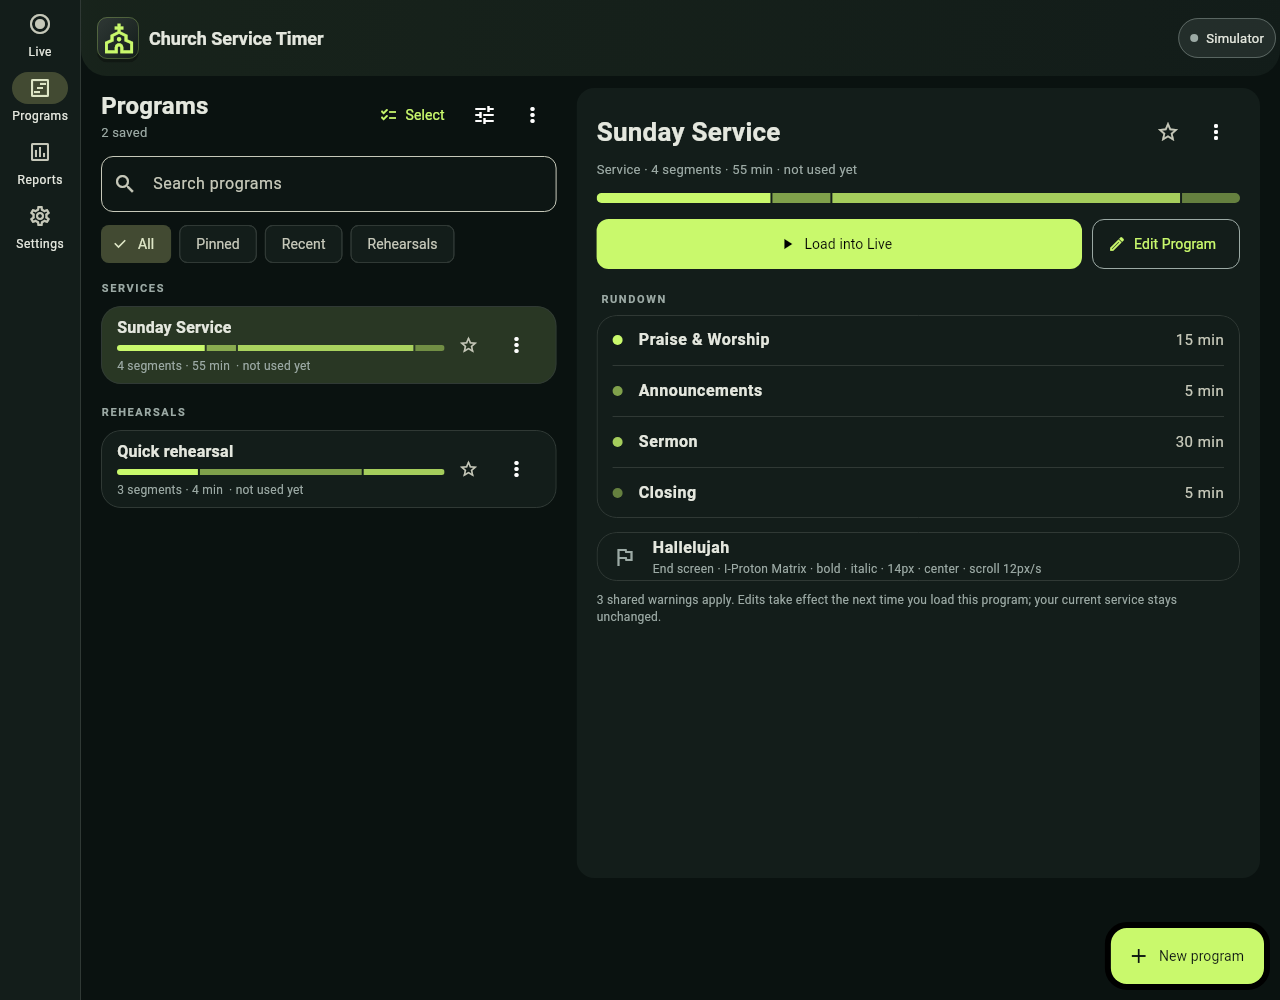 Live
Programs
Reports
Settings
Church Service Timer
Simulator
Programs
2 saved
Select
Search programs
All
Pinned
Recent
Rehearsals
SERVICES
Sunday Service
4 segments · 55 min · not used yet
REHEARSALS
Quick rehearsal
3 segments · 4 min · not used yet
Sunday Service
Service · 4 segments · 55 min · not used yet
Load into Live
Edit Program
RUNDOWN
Praise & Worship 15 min
Announcements 5 min
Sermon 30 min
Closing 5 min
Hallelujah
End screen · I-Proton Matrix · bold · italic · 14px · center · scroll 12px/s
3 shared warnings apply. Edits take effect the next time you load this program; your current service stays
unchanged.
New program